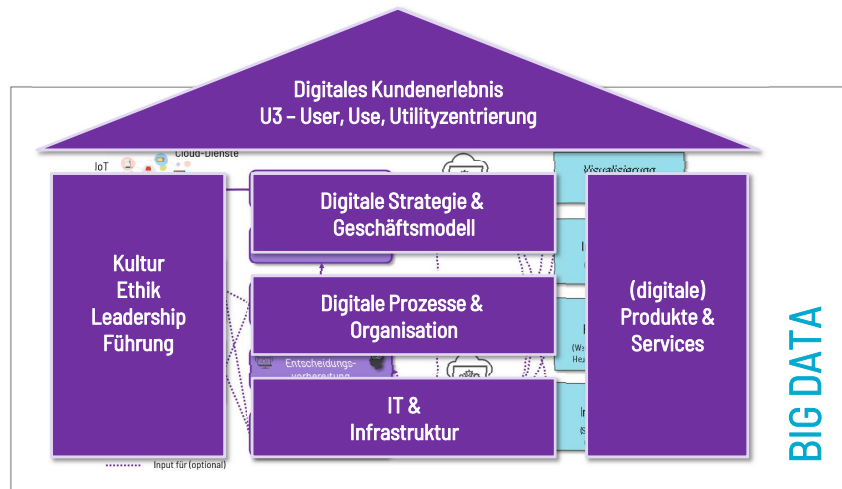 Digitales Kundenerlebnis
U3 – User, Use, Utilityzentrierung
Cloud-Dienste
IoT
Visualisierung
Kultur
Ethik
Leadership
Führung
Digitale Strategie &
Geschäftsmodell
Digitale Prozesse &
Organisation
Entscheidungs-
vorbereitung
IT &
Infrastruktur
(digitale)
Produkte &
Services
BIG DATA
Input für (optional)